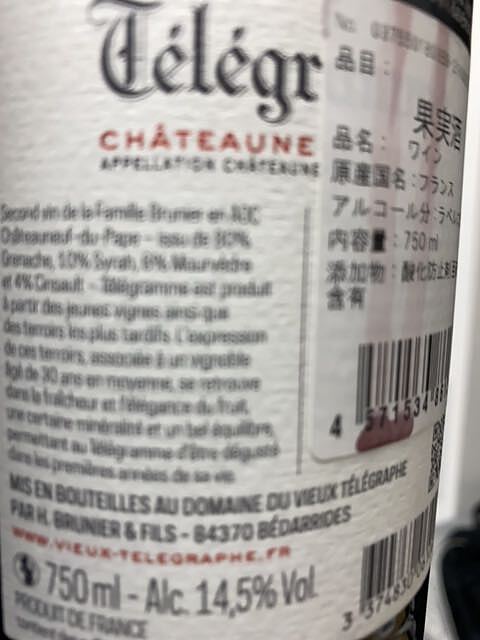 Télégr
CHÂTEAUNE
APPELLATION CHÂTEAUNE
Second vin de la Famille Brunier en AOC
Châteauneuf-du-Pape - issu de 80%
Grenache, 10% Syrah, 6% Mourvèdre
et 4% Cinsault - Télégramme est produit
à partir des jeunes vignes ainsi que
des terroirs les plus tardifs. L'expression
de ces terroirs, associée à un vignoble
âgé de 30 ans en moyenne, se retrouve
dans la fraîcheur et l'élégance du fruit,
une certaine minéralité et un bel équilibre,
permettant au Télégramme d'être dégusté
dans les premières années de sa vie.
MIS EN BOUTEILLES AU DOMAINE DU VIEUX TÉLÉGRAPHE
PAR H. BRUNIER & FILS - 84370 BÉDARRIDES
WWW.VIEUX-TELEGRAPHE.FR
750 ml - Alc. 14,5% Vol.
PRODUIT DE FRANCE
No
品目：
果実酒
品名： ワイン
原産国名：フランス
アルコール分：ラベル
内容量：750 ml
添加物：酸化防止剤
含有
4 571534
3